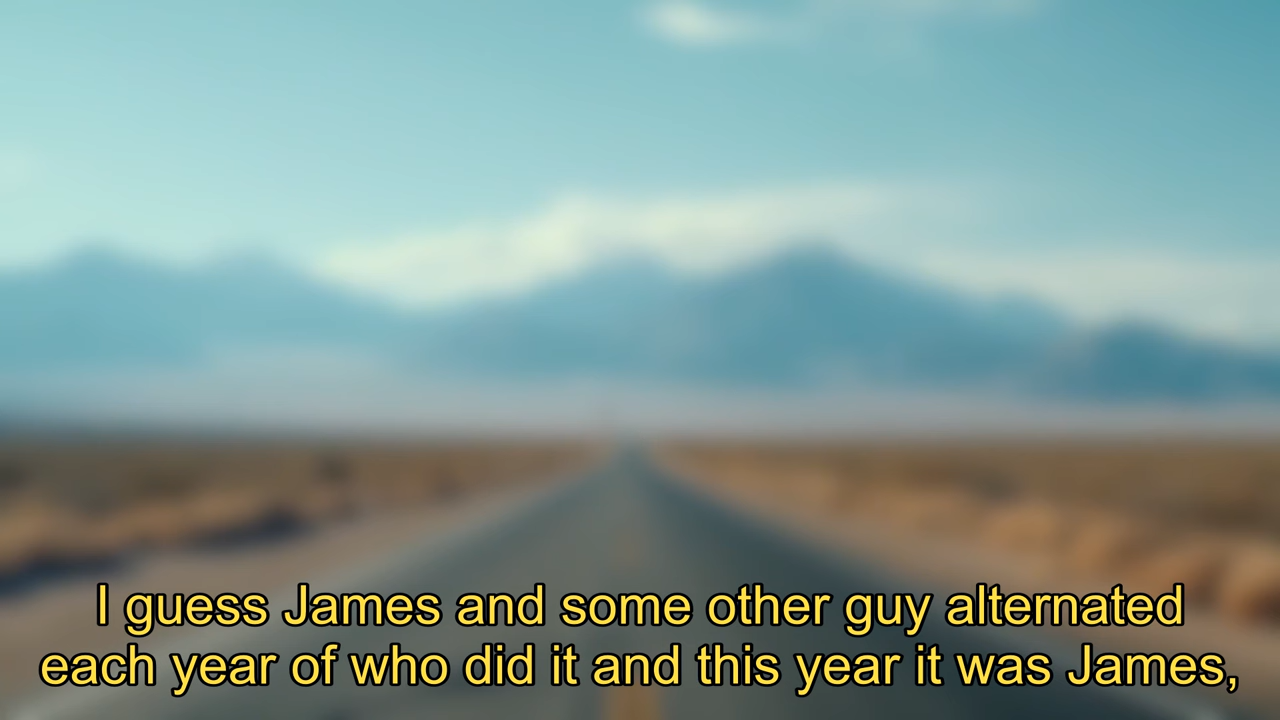 I guess James and some other guy alternated
each year of who did it and this year it was James,